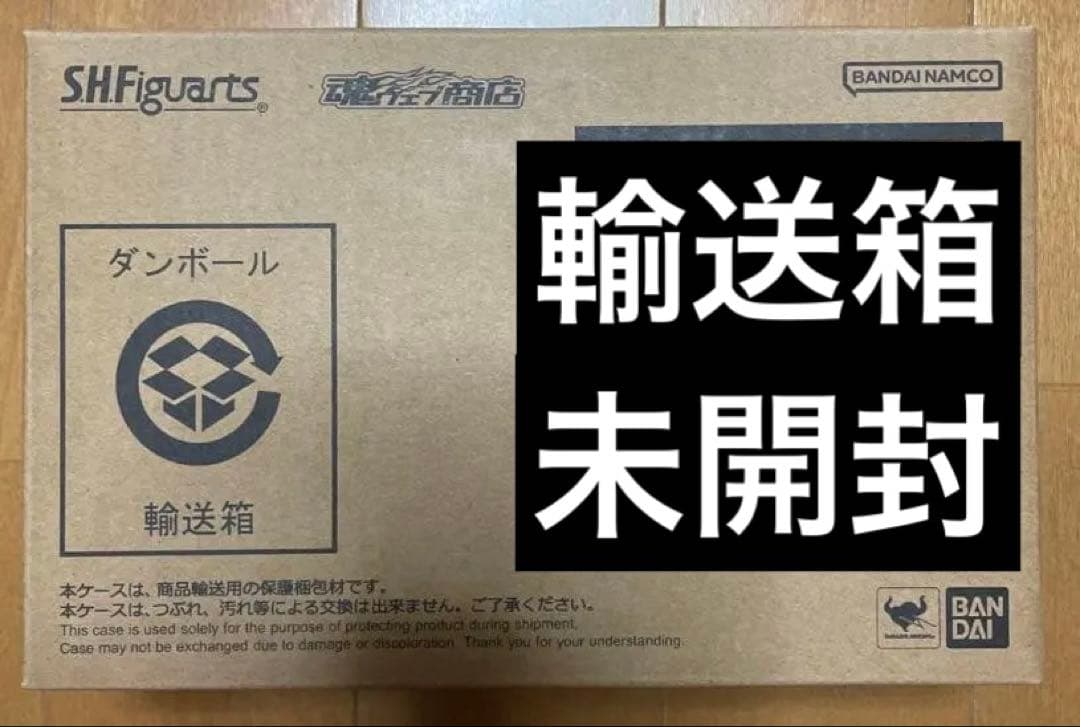 S.H.Figuarts®
魂ウェブ商店
BANDAI NAMCO
輸送箱
未開封
ダンボール
輸送箱
本ケースは、商品輸送用の保護梱包材です。
本ケースは、つぶれ、汚れ等による交換は出来ません。ご了承ください。
This case is used solely for the purpose of protecting product during shipment,
Case may not be exchanged due to damage or discoloration. Thank you for your understanding.
BAN
DAI